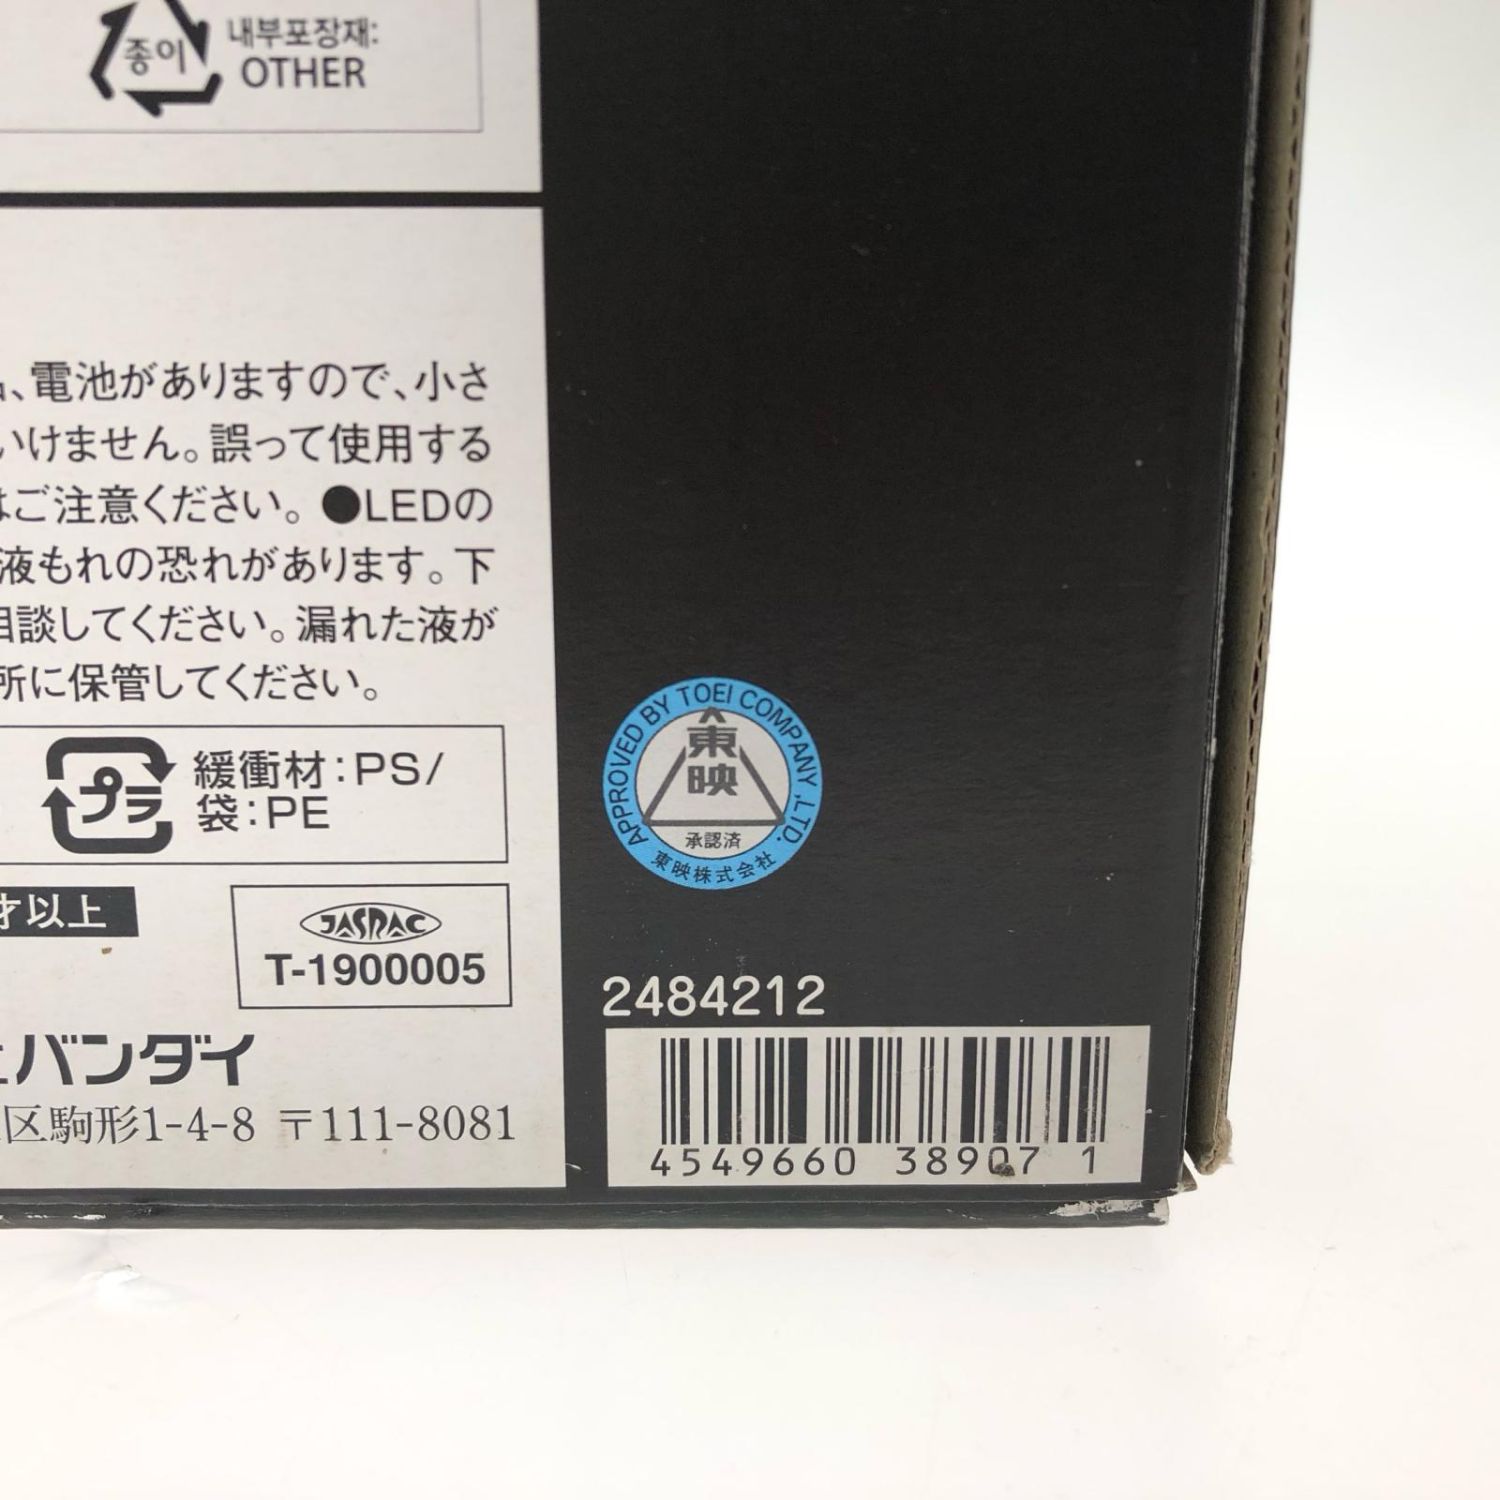 종이
내부포장재:
OTHER
、電池がありますので、小さ
いけません。誤って使用する
はご注意ください。●LEDの
液もれの恐れがあります。下
相談してください。漏れた液が
所に保管してください。
プラ
緩衝材:PS/
袋:PE
才以上
JASRAC
T-1900005
バンダイ
区駒形1-4-8 〒111-8081
APPROVED BY TOEI COMPANY ,LTD.
東映
承認済
東映株式会社
2484212
4549660 38907 1